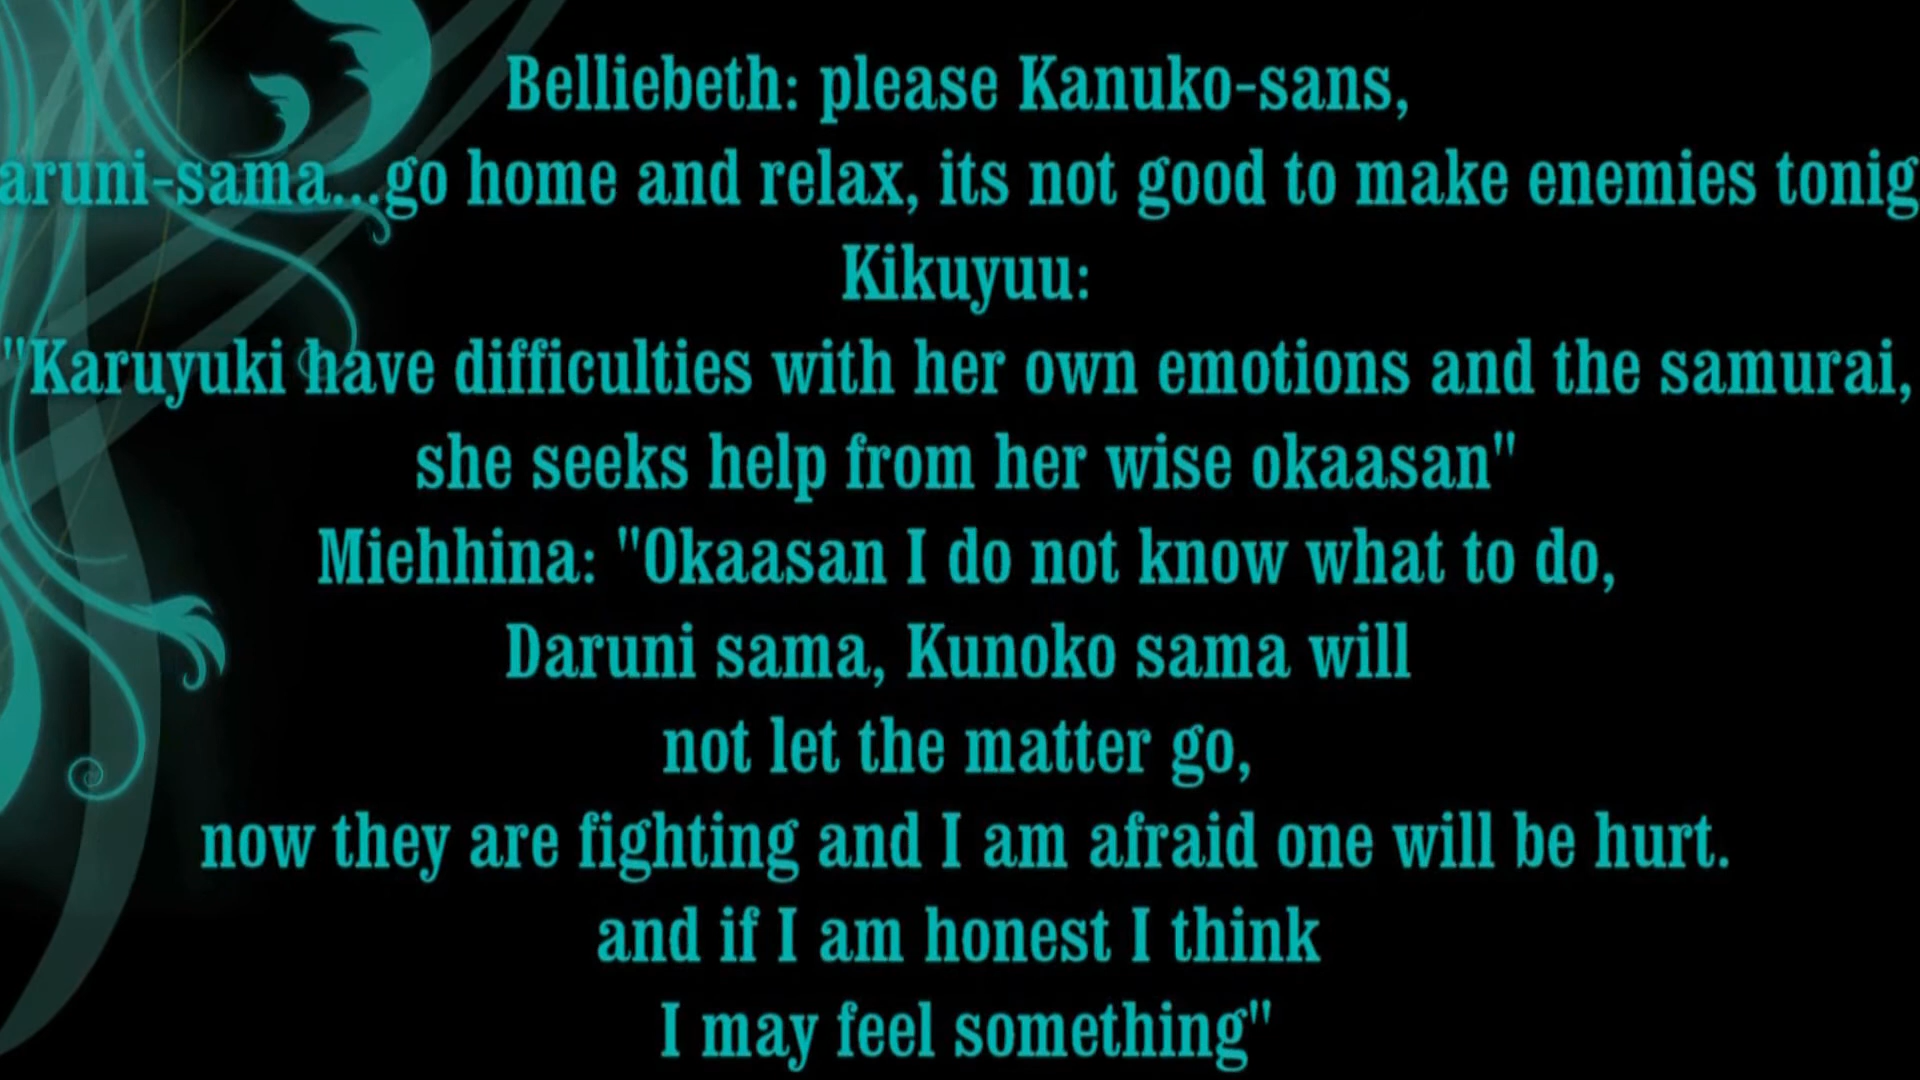 Belliebeth: please Kanuko-sans,
aruni-sama...go home and relax, its not good to make enemies tonig
Kikuyuu:
"Karuyuki have difficulties with her own emotions and the samurai,
she seeks help from her wise okaasan"
Miehhina: "Okaasan I do not know what to do,
Daruni sama, Kunoko sama will
not let the matter go,
now they are fighting and I am afraid one will be hurt.
and if I am honest I think
I may feel something"